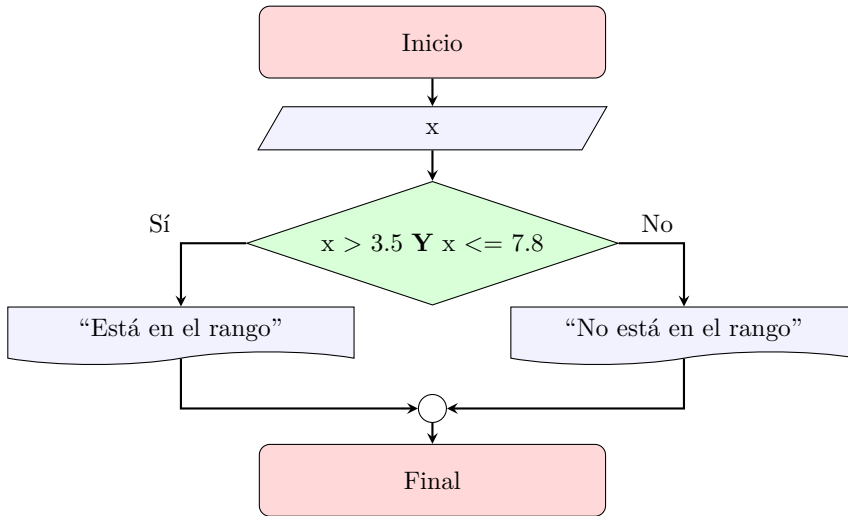 Inicio
x
Sí
x > 3.5 Y x <= 7.8
No
“Está en el rango”
“No está en el rango”
Final